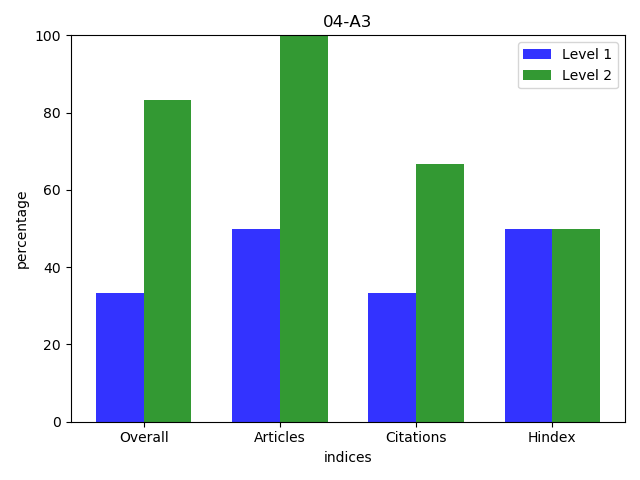 04-A3
Level 1
Level 2
percentage
100
80
60
40
20
0
Overall
Articles
Citations
Hindex
indices